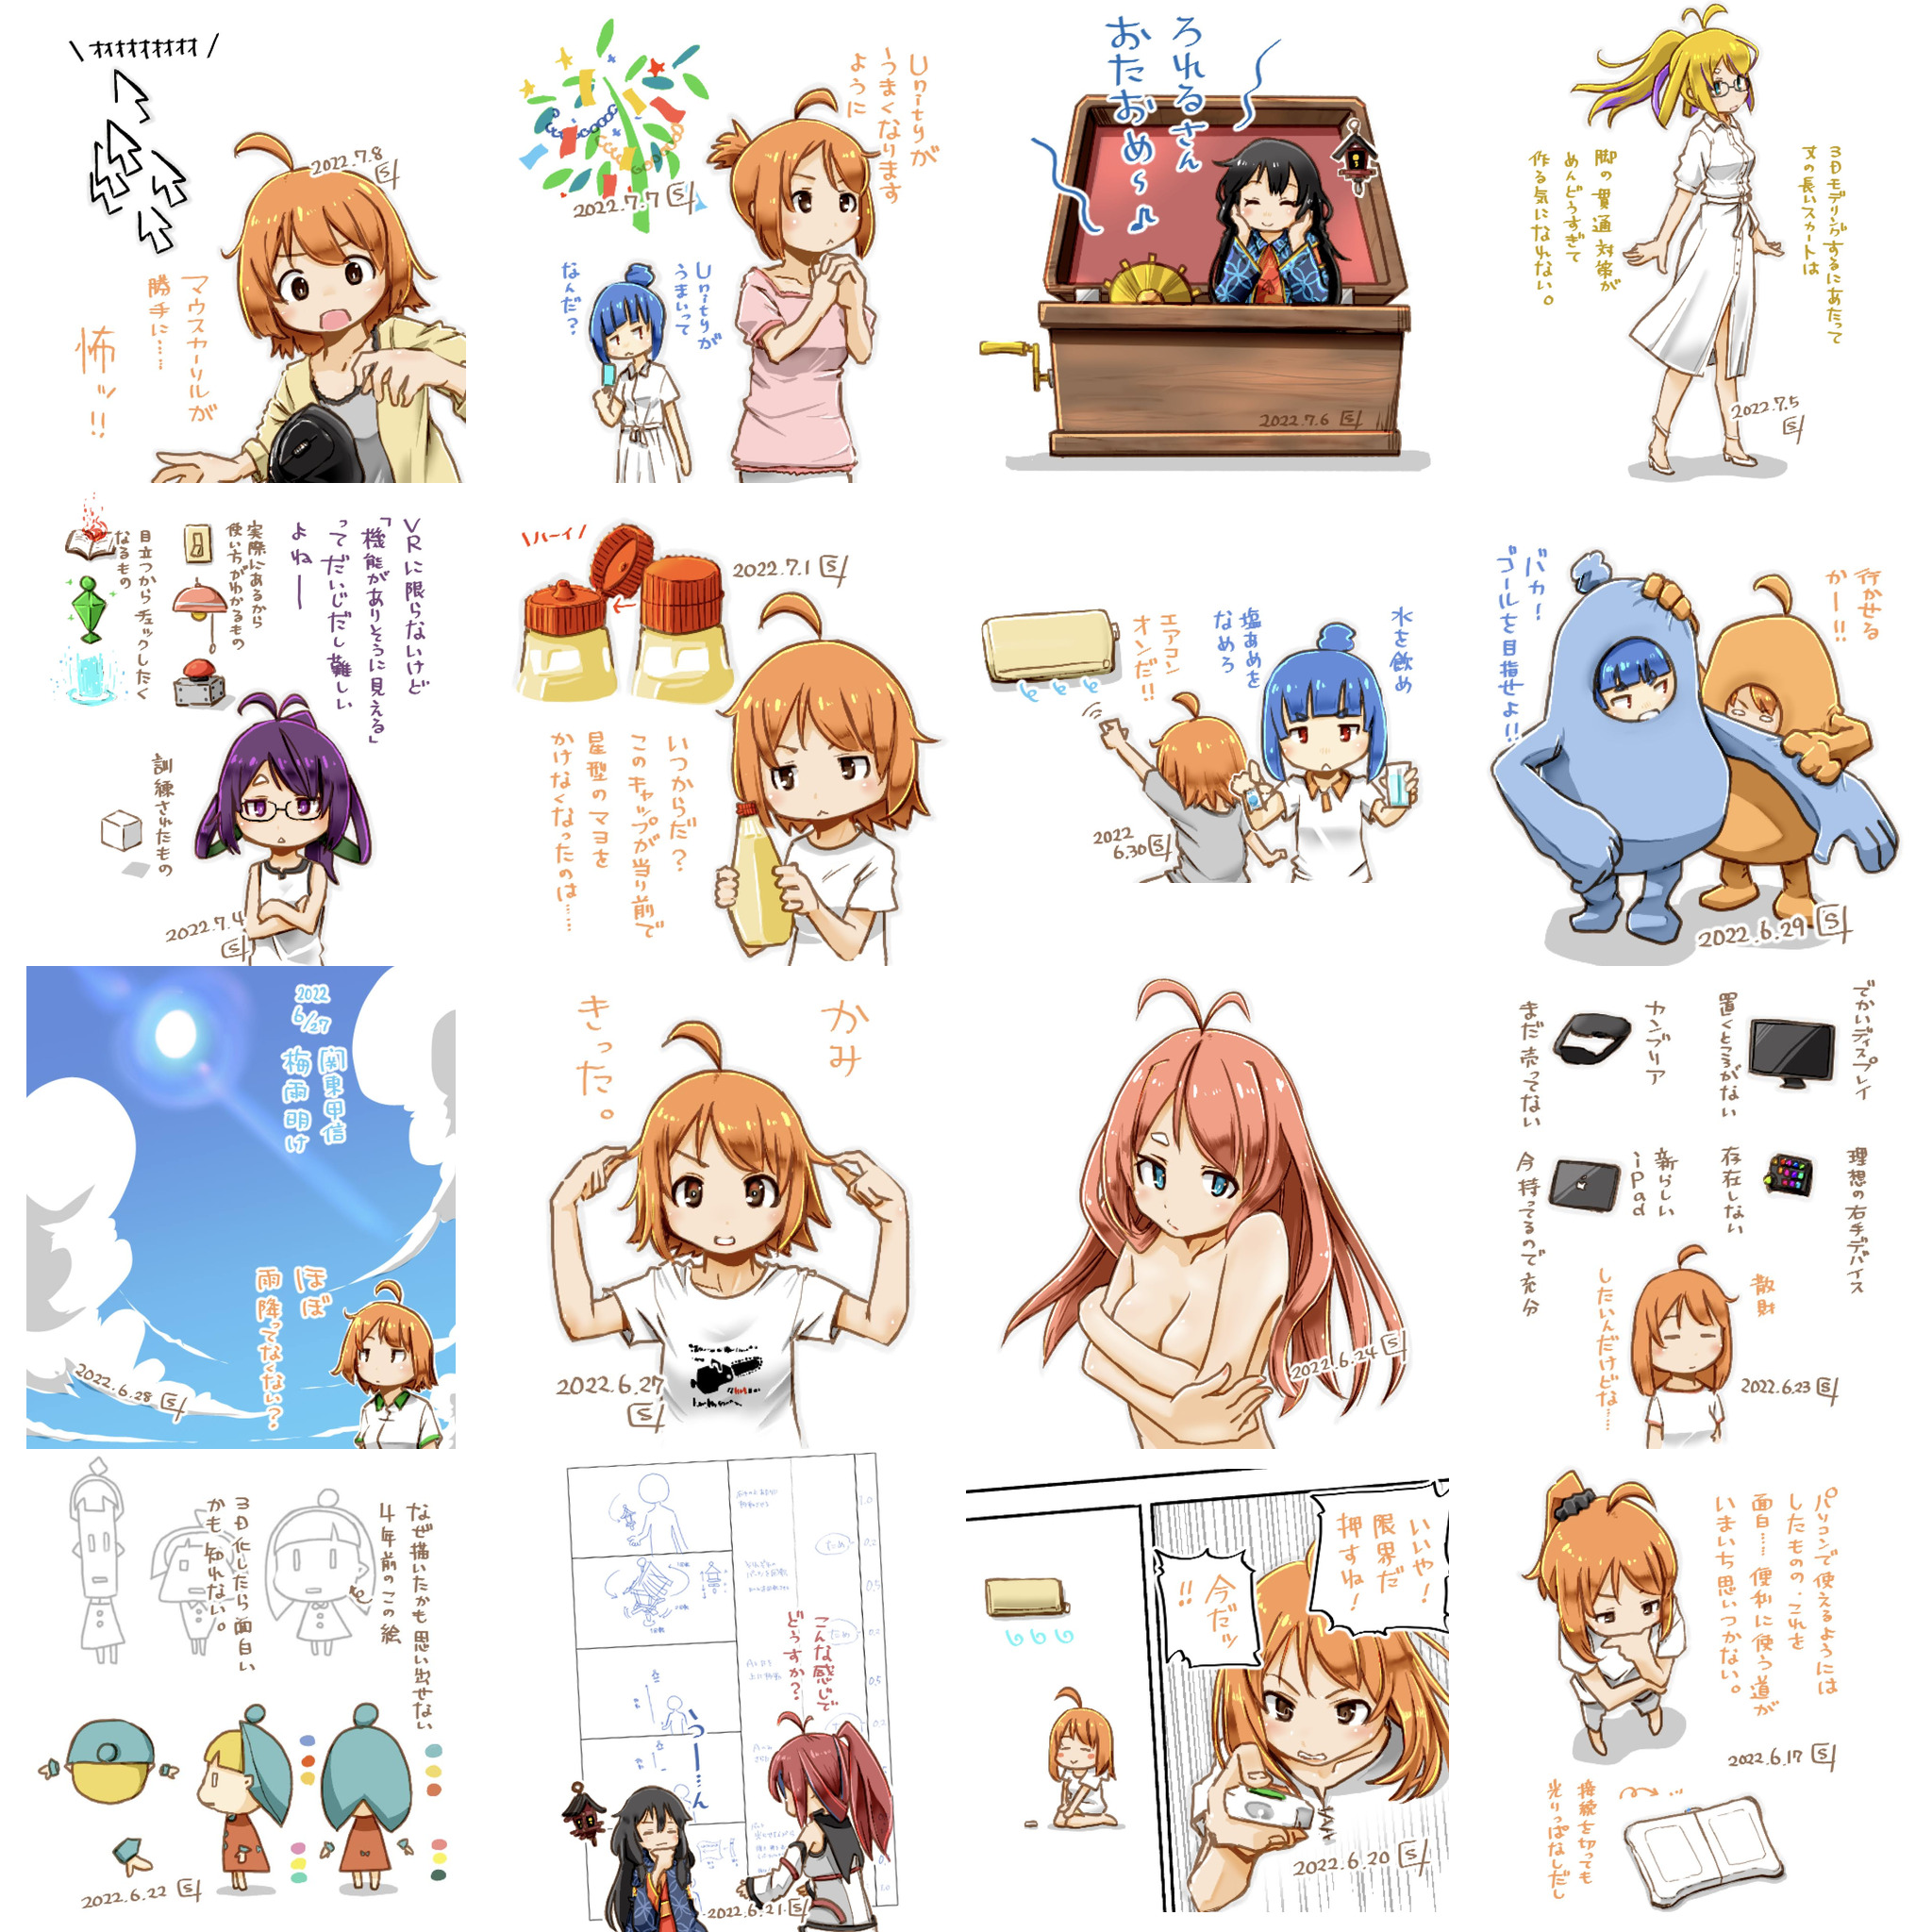 \オオオオオオオオ/
2022.7.8
マウスカーソルが
勝手に……
怖ッ!!
Unityが
うまくなります
ように
2022.7.7
Unityが
うまいって
なんだ?
ろれるさん
おたおめ〜♪
2022.7.6
3Dモデリングするにあたって
丈の長いスカートは
脚の貫通対策が
めんどうすぎて
作る気になれない。
2022.7.5
VRに限らないけど
「機能がありそうに見える」
ってだいじだし難しい
よねー
実際にあるから
使い方がわかるもの
目立つからチェックしたく
なるもの
訓練されたもの
2022.7.4
\ハーイ/
2022.7.1
いつからだ?
このキャップが当り前で
星型のマヨを
かけなくなったのは……
水を飲め
塩あめを
なめろ
エアコン
オンだ!!
2022
6.30
行かせる
かー!!
バカ!
ゴールを目指せよ!!
2022.6.29
2022
6/27
関東甲信
梅雨明け
ほぼ
雨降ってなくない?
2022.6.28
かみ
きった。
2022.6.27
2022.6.24
でかいディスプレイ
置くところがない
カンブリア
まだ売ってない
理想の右手デバイス
存在しない
新らしい
iPad
今持ってるので充分
散財
したいんだけどな……
2022.6.23
なぜ描いたかも思い出せない
4年前のこの絵
3D化したら面白い
かも知れない。
2022.6.22
こんな感じで
どうすか?
うーん
2022.6.21
いいや!
限界だ
押すね!
今だッ
!!
2022.6.20
パソコンで使えるようには
したものの、これを
面白……便利に使う道が
いまいち思いつかない。
2022.6.17
接続を切っても
光りっぱなしだし